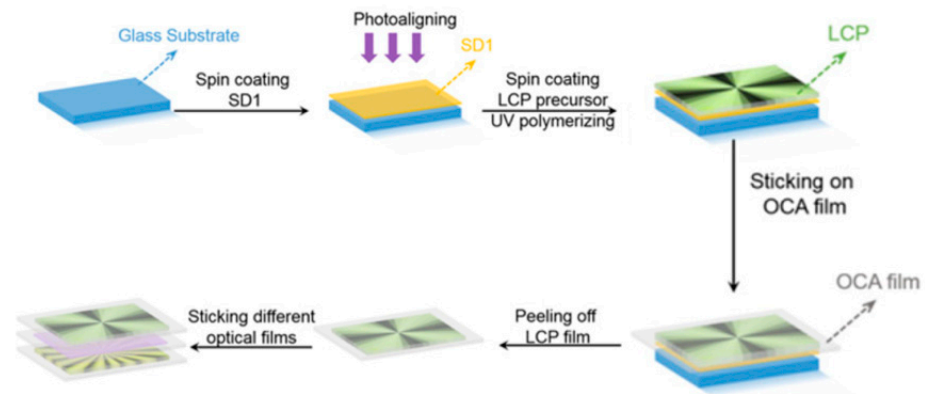 Glass Substrate
Spin coating
SD1
Photoaligning
SD1
Spin coating
LCP precursor
UV polymerizing
LCP
Sticking on
OCA film
OCA film
Peeling off
LCP film
Sticking different
optical films